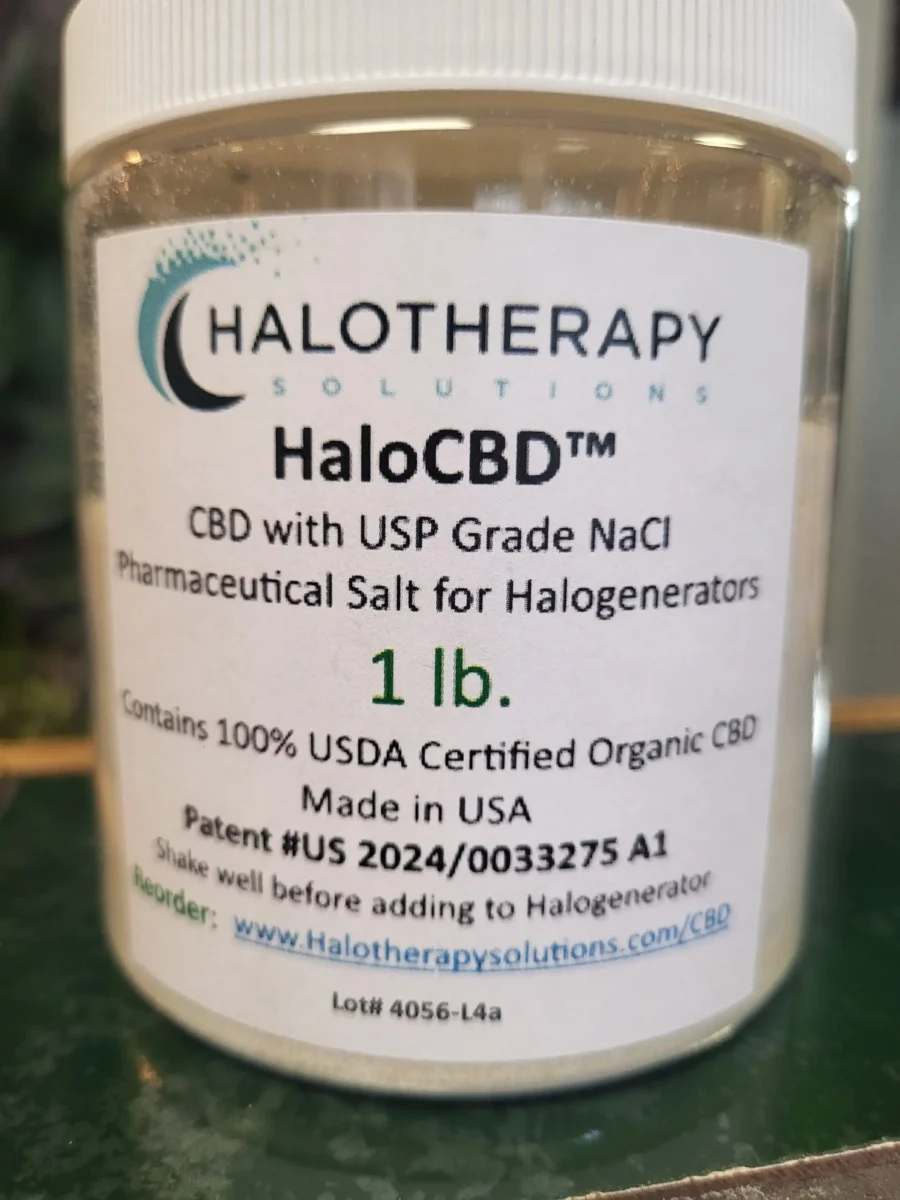 HALOTHERAPY
SOLUTIONS
HaloCBD™
CBD with USP Grade NaCl
Pharmaceutical Salt for Halogenerators
1 lb.
Contains 100% USDA Certified Organic CBD
Made in USA
Patent #US 2024/0033275 A1
Shake well before adding to Halogenerator
Reorder: www.Halotherapysolutions.com/CBD
Lot# 4056-L4a